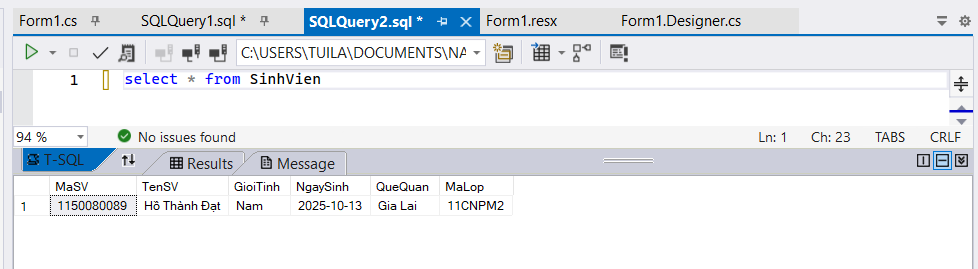 Form1.cs SQLQuery1.sql * SQLQuery2.sql * Form1.resx Form1.Designer.cs
C:\USERS\TUILA\DOCUMENTS\NA
1 select * from SinhVien
94 % No issues found Ln: 1 Ch: 23 TABS CRLF
T-SQL Results Message
MaSV TenSV GioiTinh NgaySinh QueQuan MaLop
1 1150080089 Hồ Thành Đạt Nam 2025-10-13 Gia Lai 11CNPM2